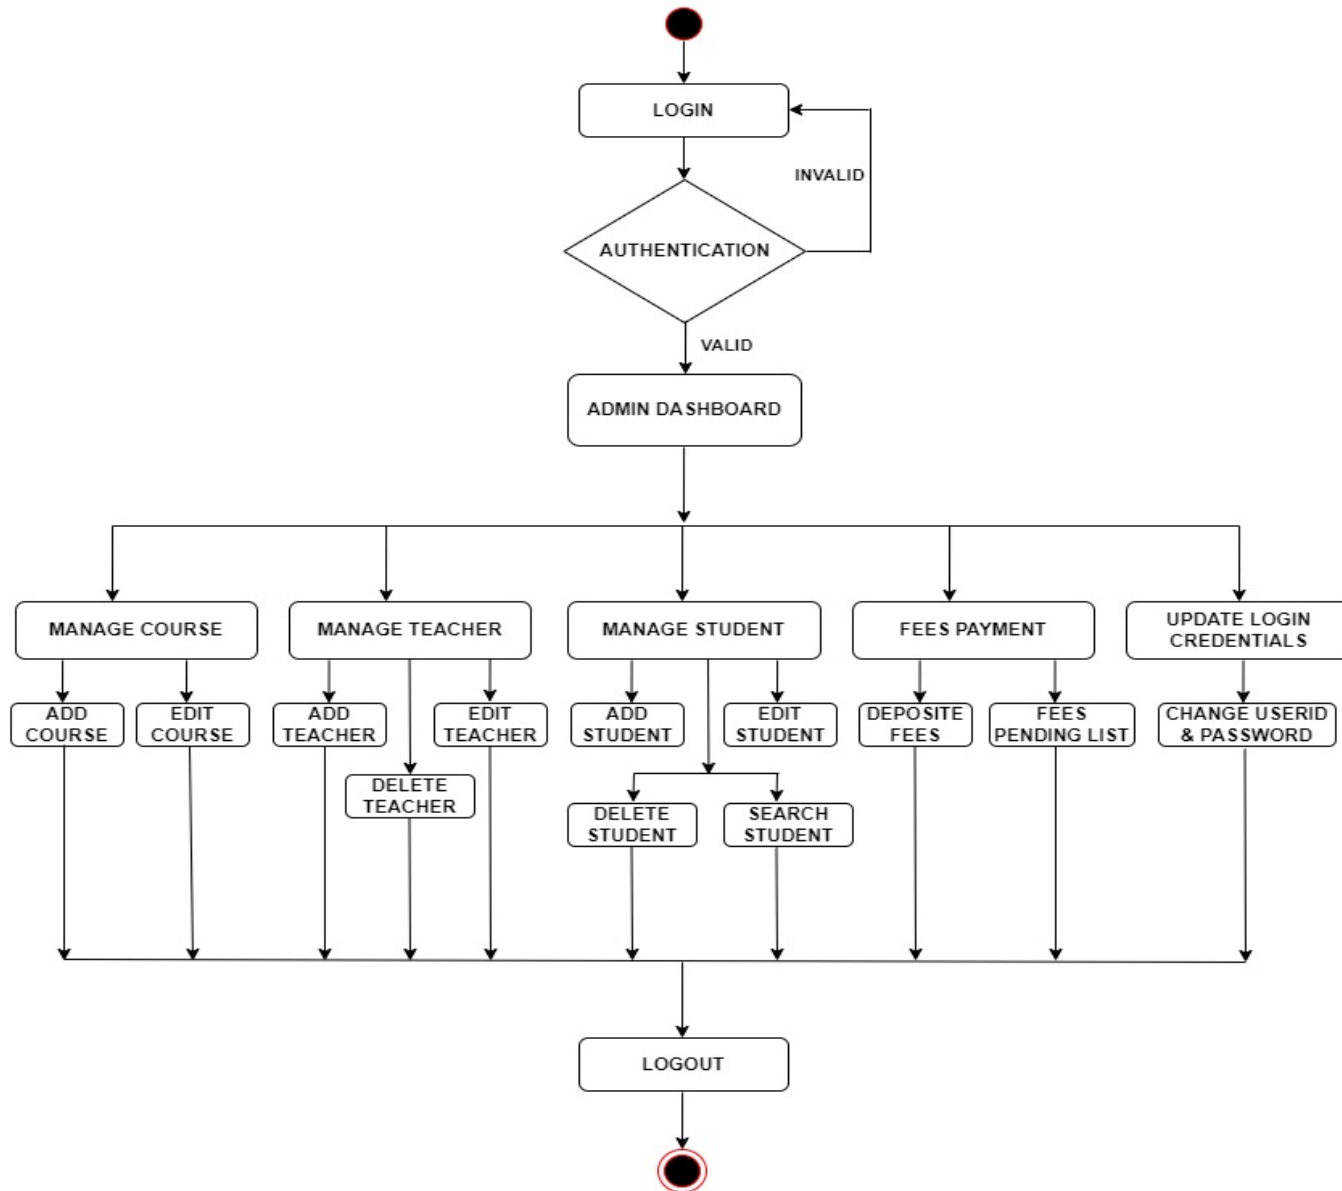 LOGIN
INVALID
AUTHENTICATION
VALID
ADMIN DASHBOARD
MANAGE COURSE
MANAGE TEACHER
MANAGE STUDENT
FEES PAYMENT
UPDATE LOGIN
CREDENTIALS
ADD
COURSE
EDIT
COURSE
ADD
TEACHER
EDIT
TEACHER
ADD
STUDENT
EDIT
STUDENT
DEPOSITE
FEES
FEES
PENDING LIST
CHANGE USERID
& PASSWORD
DELETE
TEACHER
DELETE
STUDENT
SEARCH
STUDENT
LOGOUT